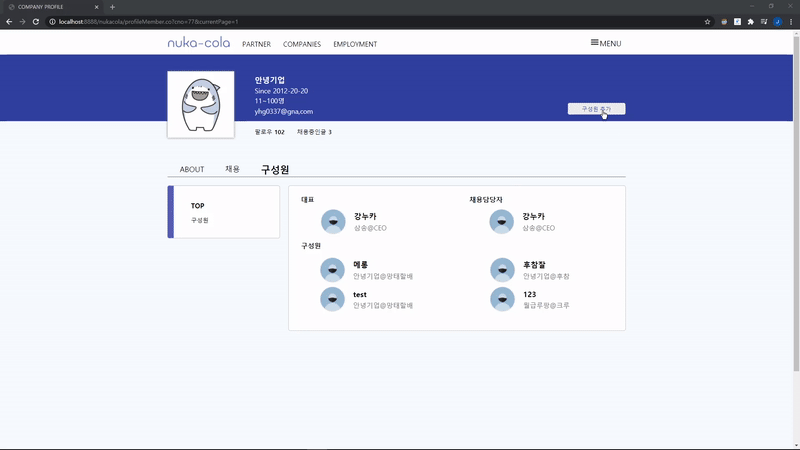 COMPANY PROFILE
localhost:8888/nukacola/profileMember.co?cno=77&currentPage=1
nuka-cola PARTNER COMPANIES EMPLOYMENT MENU
안녕기업
Since 2012-20-20
11~100명
yhg0337@gna.com
구성원 추가
팔로우 102 채용중인글 3
ABOUT 채용 구성원
TOP
구성원
대표 채용담당자
강누카 강누카
삼송@CEO 삼송@CEO
구성원
메롱 후참잘
안녕기업@망태할배 안녕기업@후참
test 123
안녕기업@망태할배 월급루팡@크루